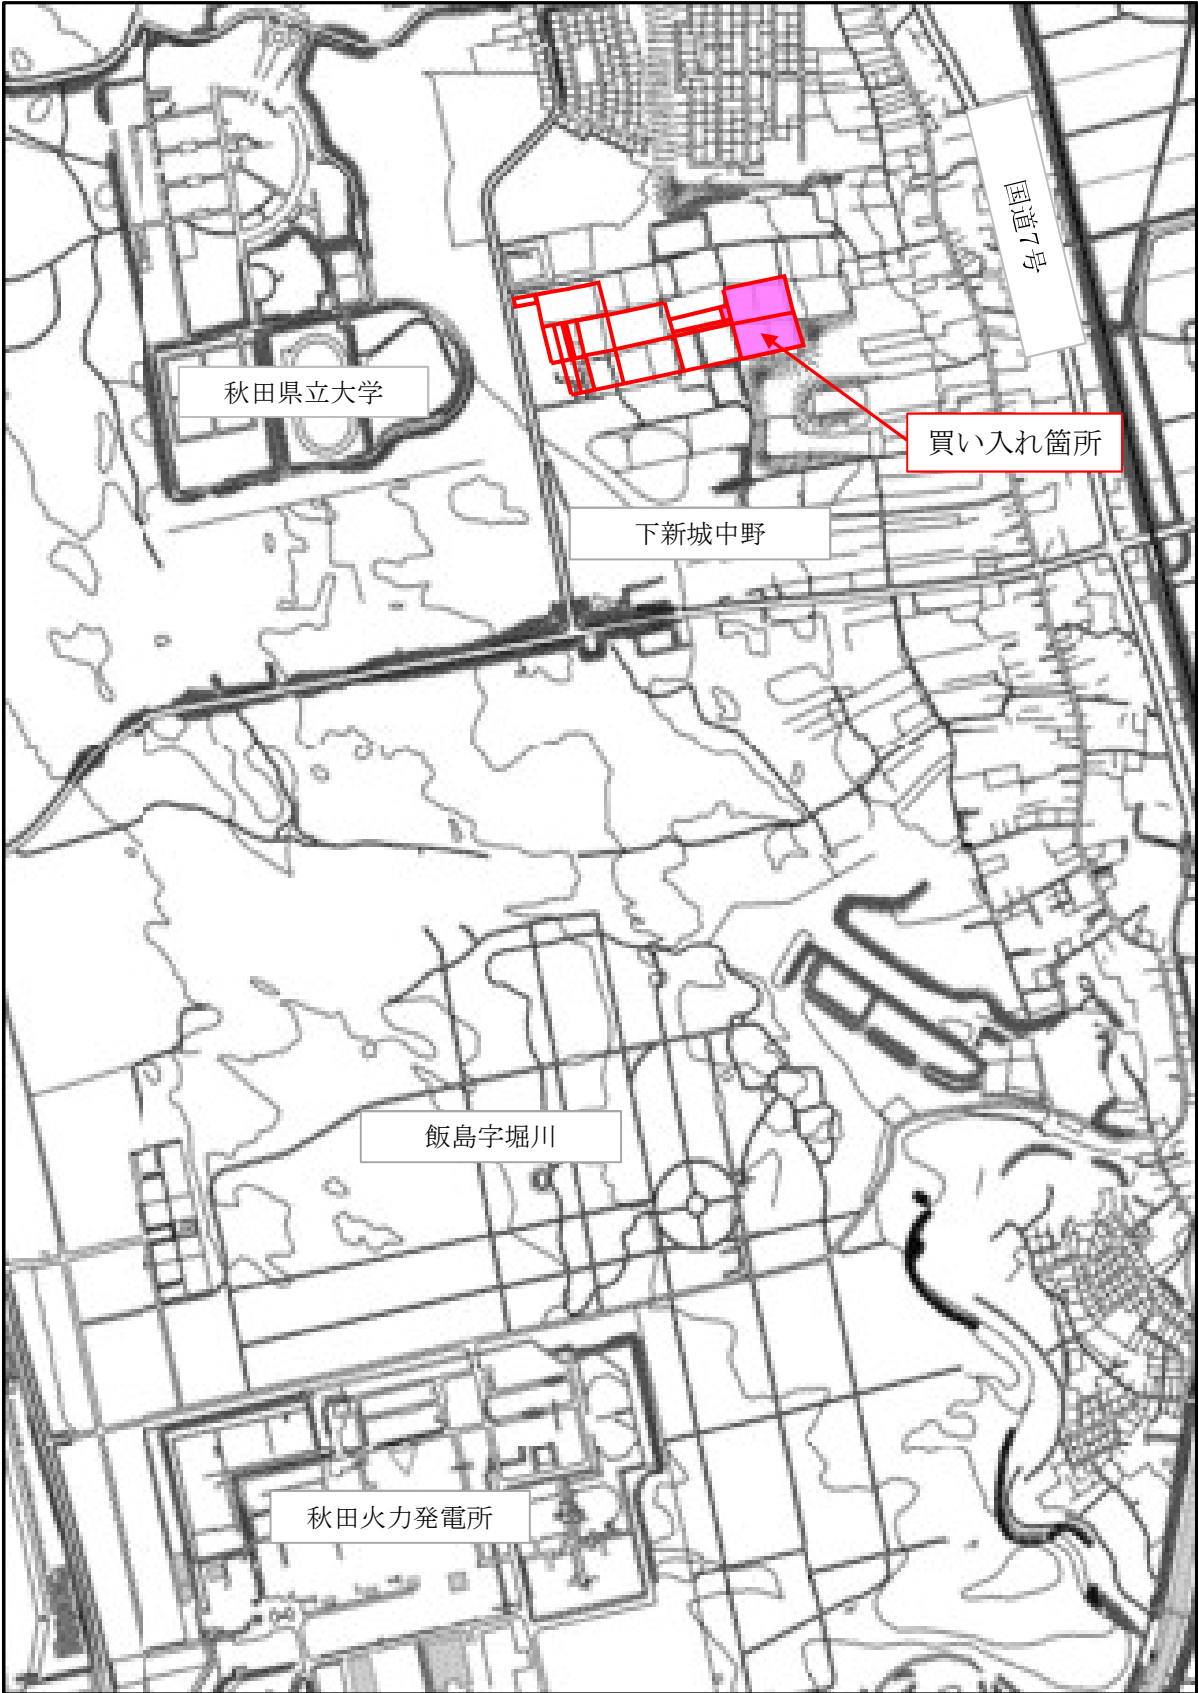 国道7号
秋田県立大学
買い入れ箇所
下新城中野
飯島字堀川
秋田火力発電所